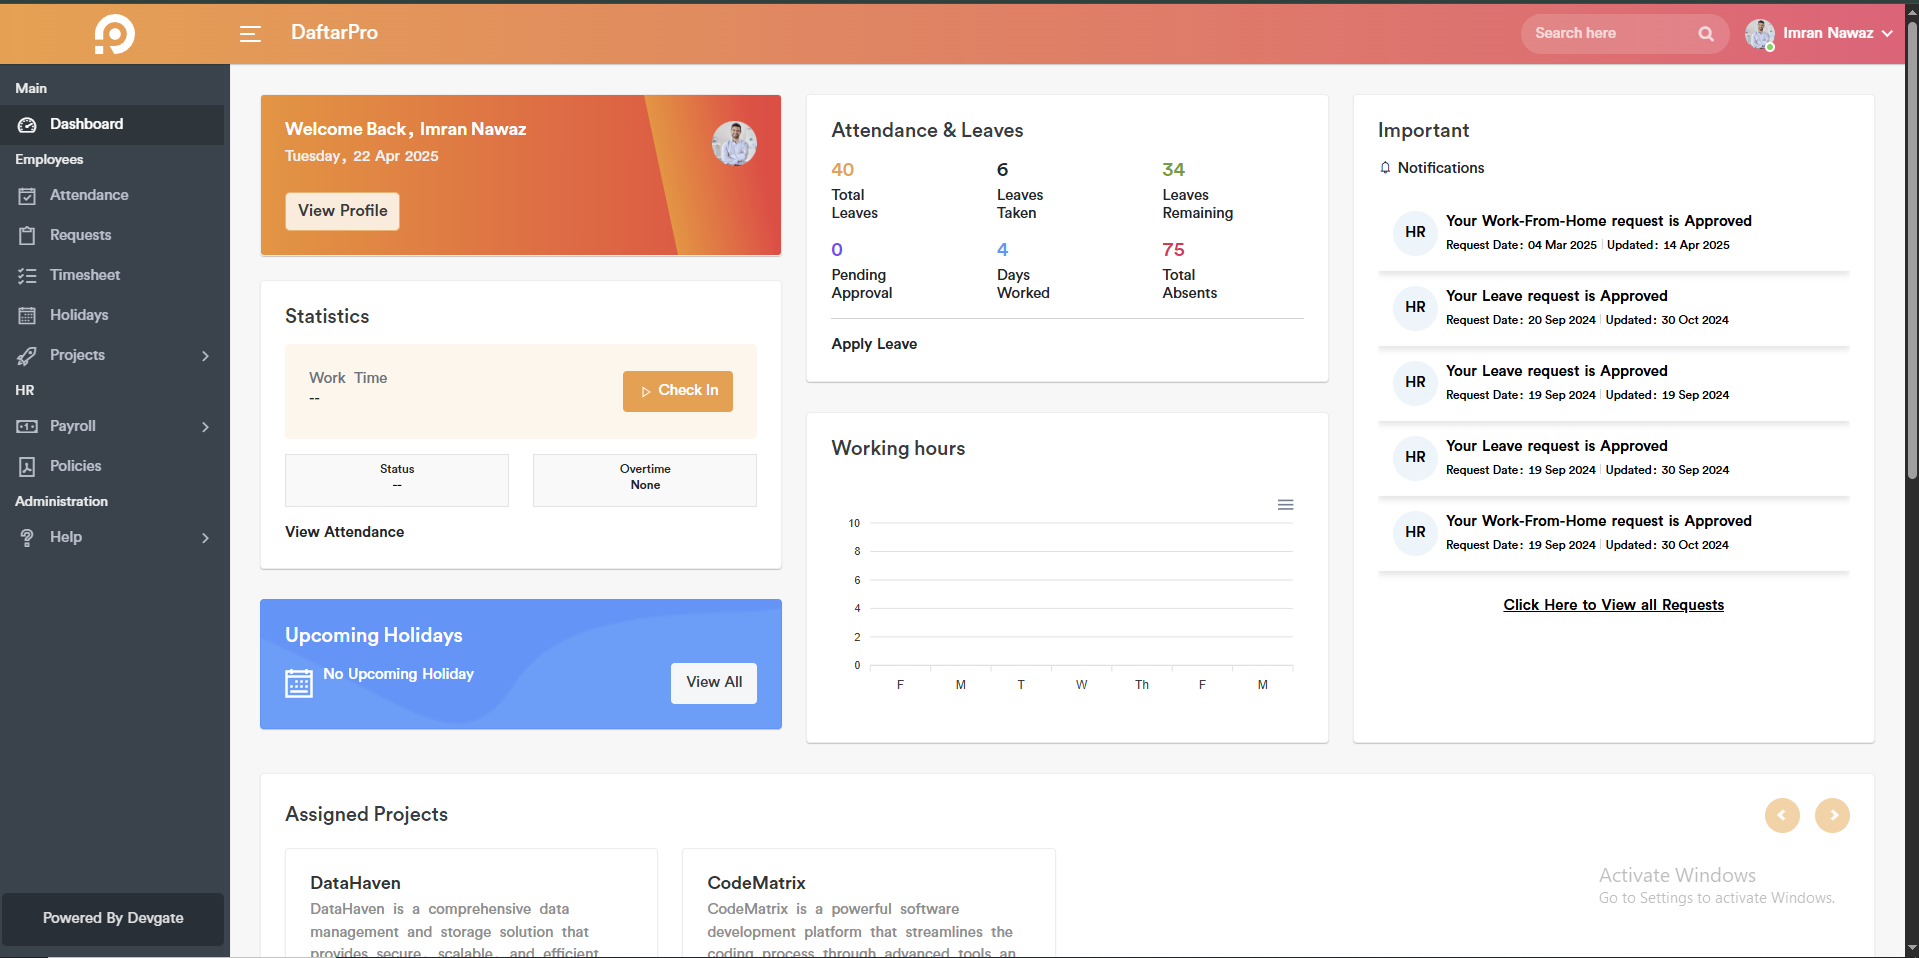 DaftarPro
Search here
Imran Nawaz
Main
Dashboard
Employees
Attendance
Requests
Timesheet
Holidays
Projects
HR
Payroll
Policies
Administration
Help
Powered By Devgate
Welcome Back, Imran Nawaz
Tuesday, 22 Apr 2025
View Profile
Statistics
Work Time
--
Check In
Status
--
Overtime
None
View Attendance
Upcoming Holidays
No Upcoming Holiday
View All
Attendance & Leaves
40
Total
Leaves
6
Leaves
Taken
34
Leaves
Remaining
0
Pending
Approval
4
Days
Worked
75
Total
Absents
Apply Leave
Working hours
10
8
6
4
2
0
F M T W Th F M
Important
Notifications
HR
Your Work-From-Home request is Approved
Request Date: 04 Mar 2025 | Updated: 14 Apr 2025
HR
Your Leave request is Approved
Request Date: 20 Sep 2024 | Updated: 30 Oct 2024
HR
Your Leave request is Approved
Request Date: 19 Sep 2024 | Updated: 19 Sep 2024
HR
Your Leave request is Approved
Request Date: 19 Sep 2024 | Updated: 30 Sep 2024
HR
Your Work-From-Home request is Approved
Request Date: 19 Sep 2024 | Updated: 30 Oct 2024
Click Here to View all Requests
Assigned Projects
DataHaven
DataHaven is a comprehensive data
management and storage solution that
provides secure, scalable, and efficient
CodeMatrix
CodeMatrix is a powerful software
development platform that streamlines the
coding process through advanced tools an
Activate Windows
Go to Settings to activate Windows.